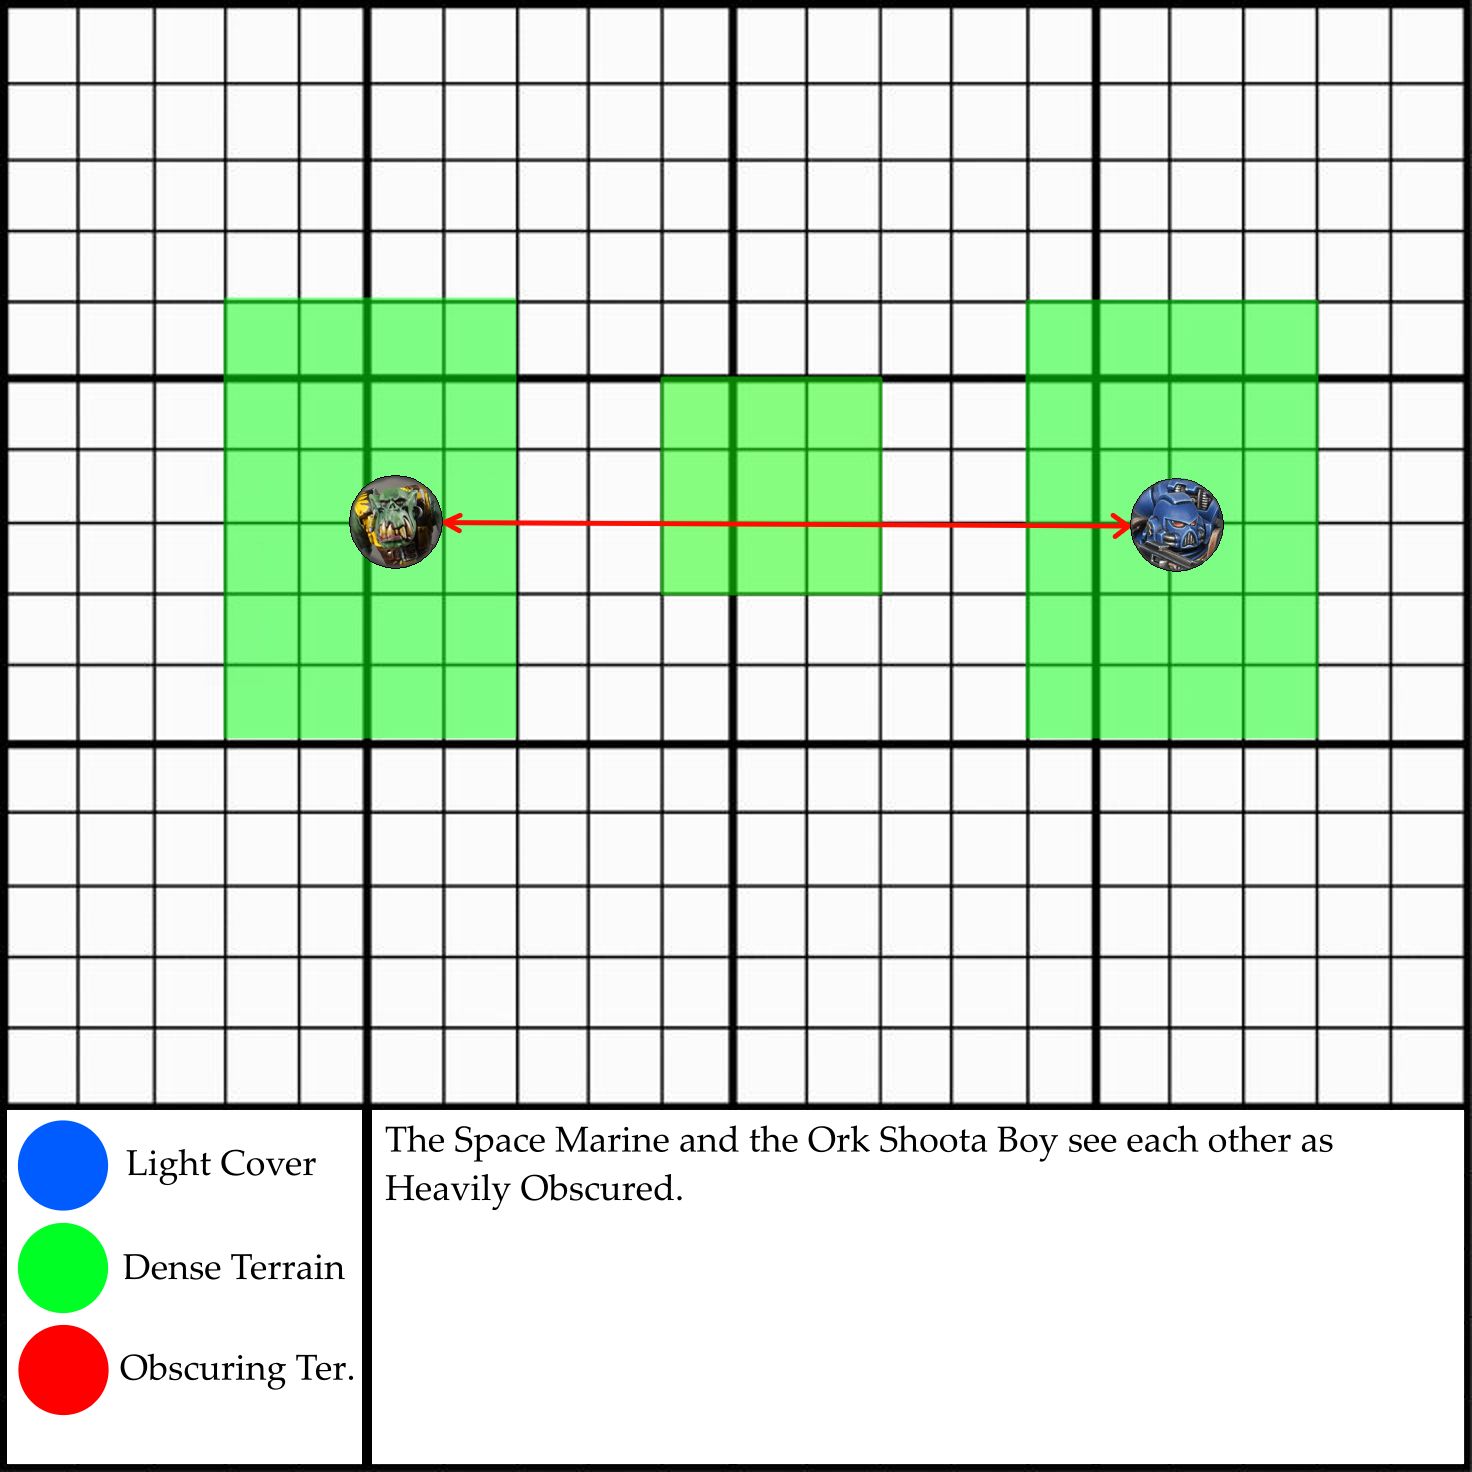 Light Cover
Dense Terrain
Obscuring Ter.
The Space Marine and the Ork Shoota Boy see each other as
Heavily Obscured.